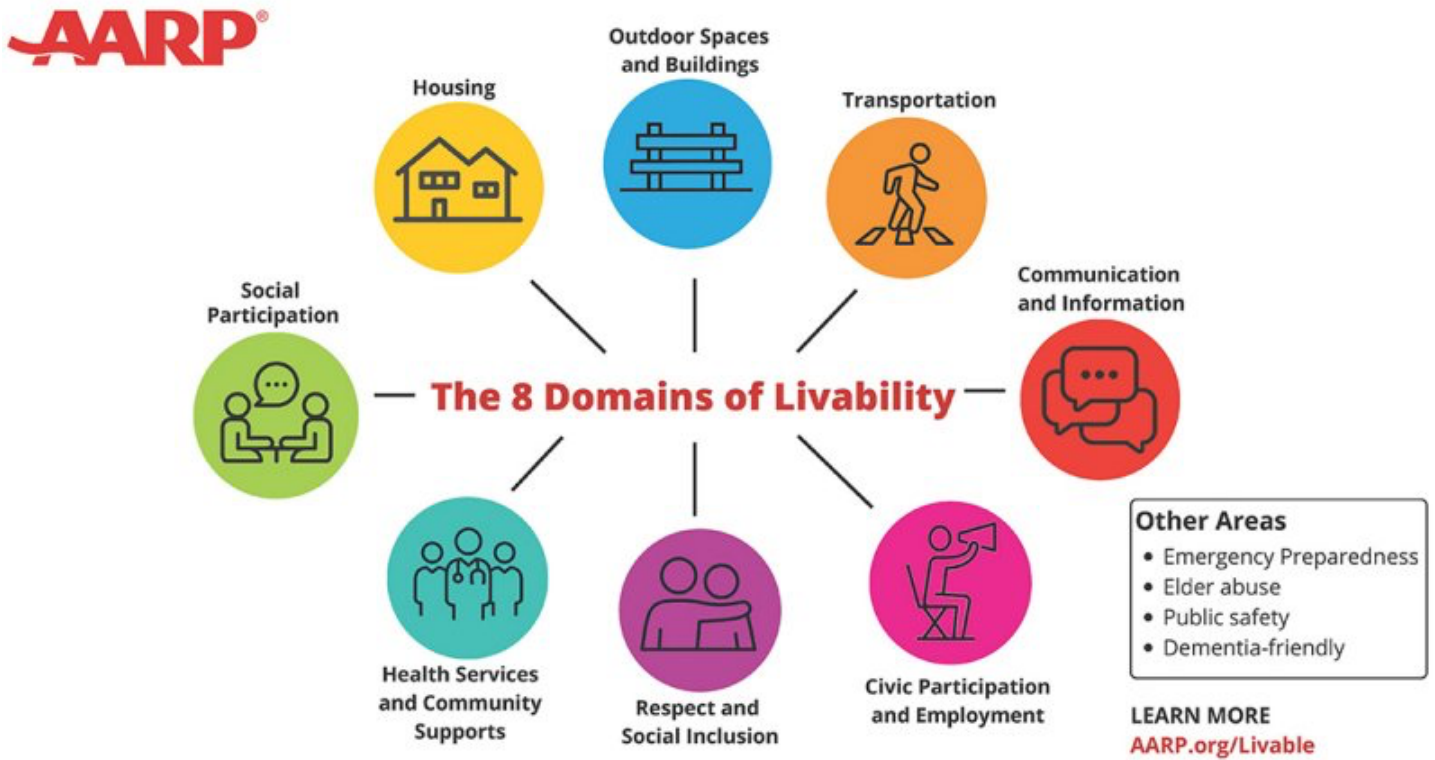 AARP®
Outdoor Spaces
and Buildings
Housing
Transportation
Social
Participation
Communication
and Information
The 8 Domains of Livability
Health Services
and Community
Supports
Respect and
Social Inclusion
Civic Participation
and Employment
Other Areas
• Emergency Preparedness
• Elder abuse
• Public safety
• Dementia-friendly
LEARN MORE
AARP.org/Livable